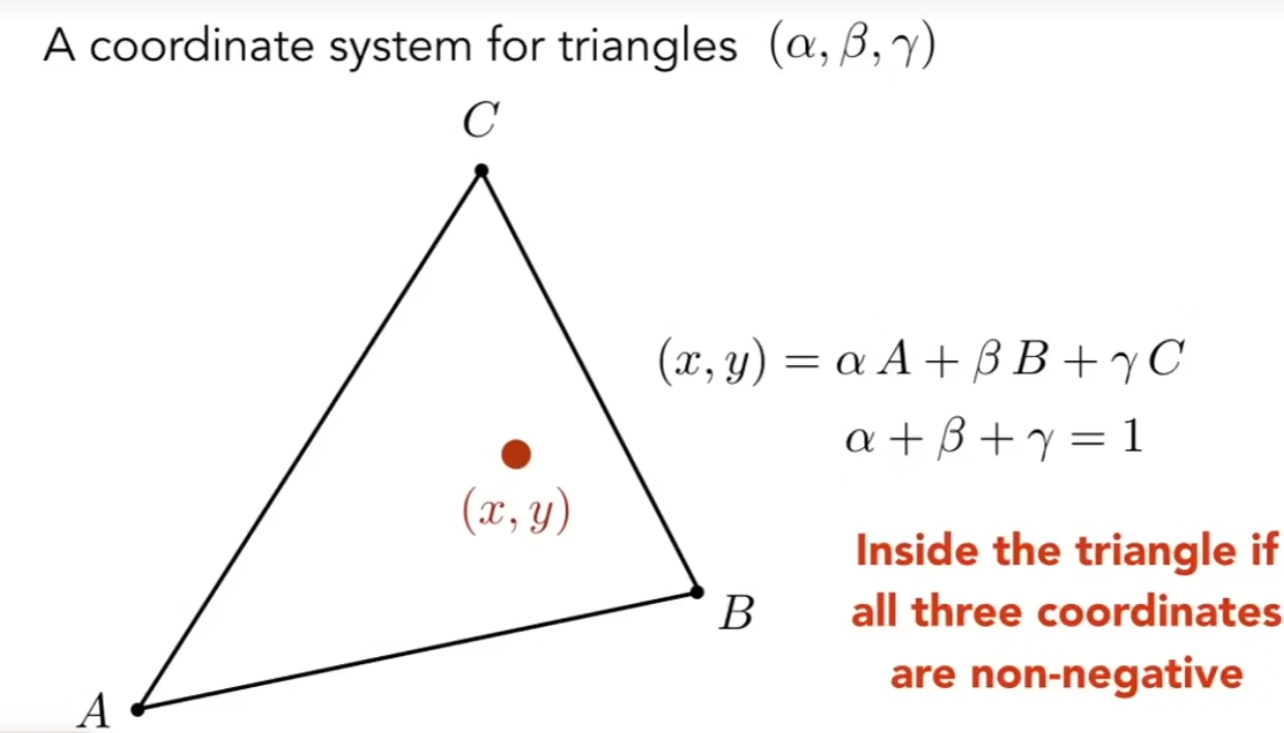 A coordinate system for triangles (α, β, γ)
C
(x, y) = α A + β B + γ C
α + β + γ = 1
(x, y)
Inside the triangle if
all three coordinates
are non-negative
B
A